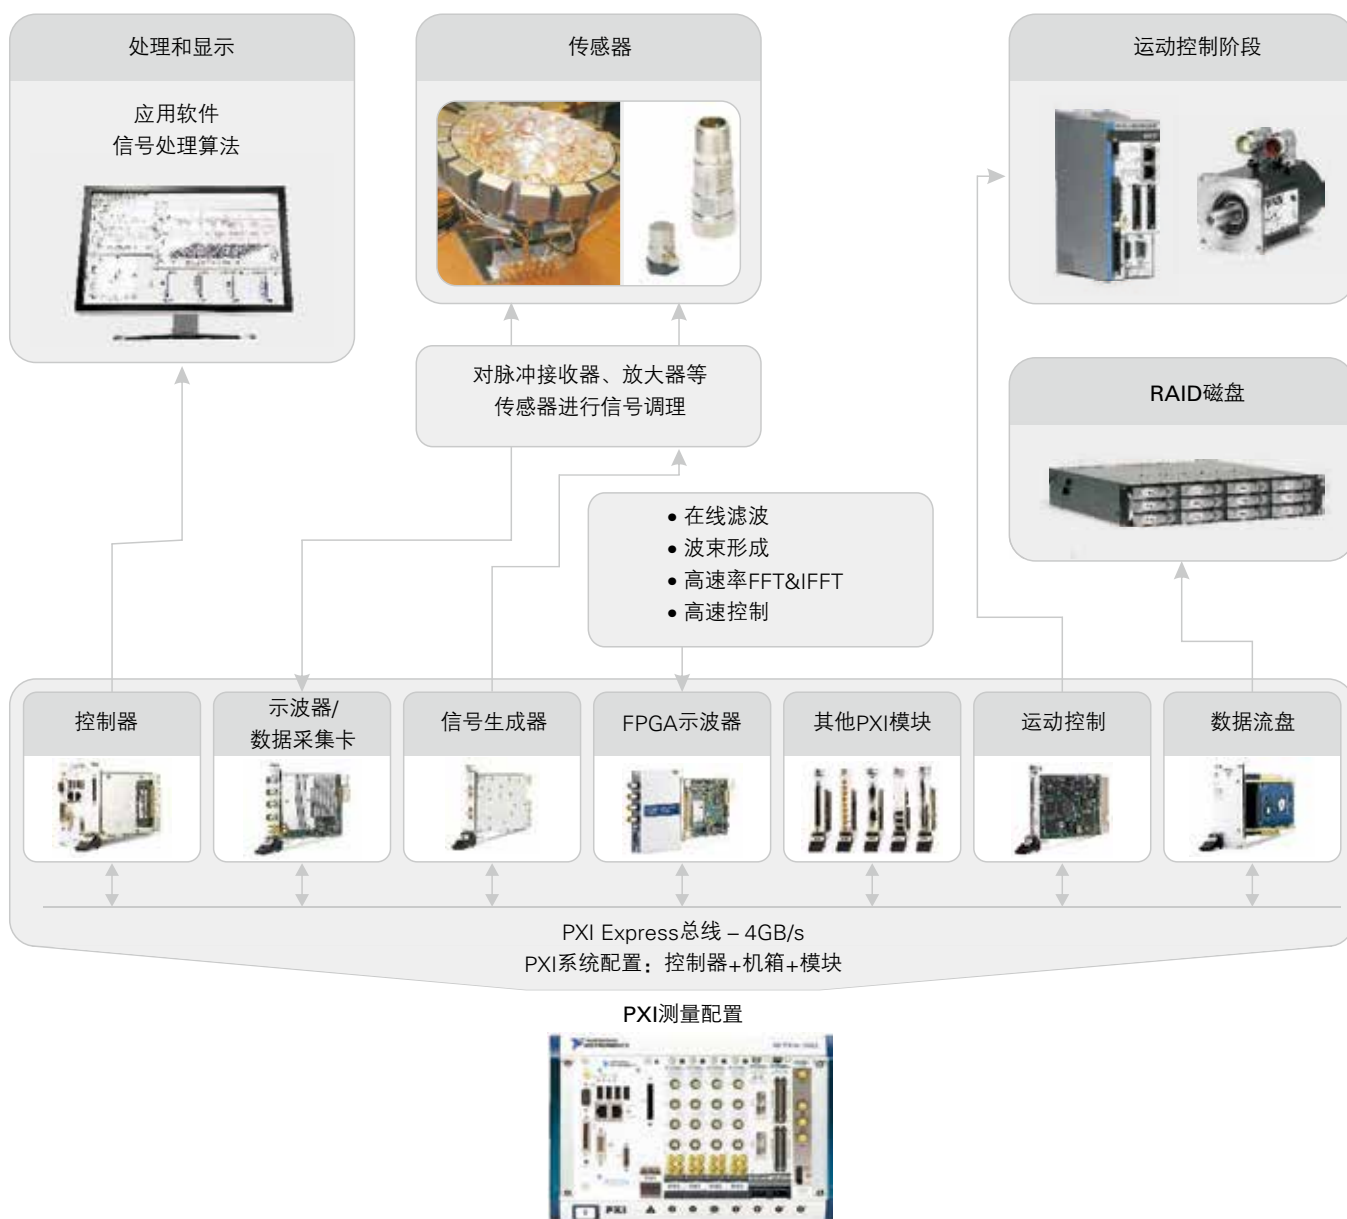 处理和显示
应用软件
信号处理算法
传感器
运动控制阶段
对脉冲接收器、放大器等
传感器进行信号调理
RAID磁盘
• 在线滤波
• 波束形成
• 高速率FFT&IFFT
• 高速控制
控制器
示波器/
数据采集卡
信号生成器
FPGA示波器
其他PXI模块
运动控制
数据流盘
PXI Express总线 – 4GB/s
PXI系统配置：控制器+机箱+模块
PXI测量配置
PXI